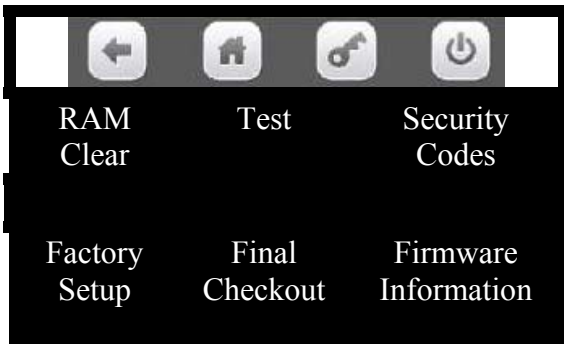 RAM Test Security
Clear Codes
Factory Final Firmware
Setup Checkout Information